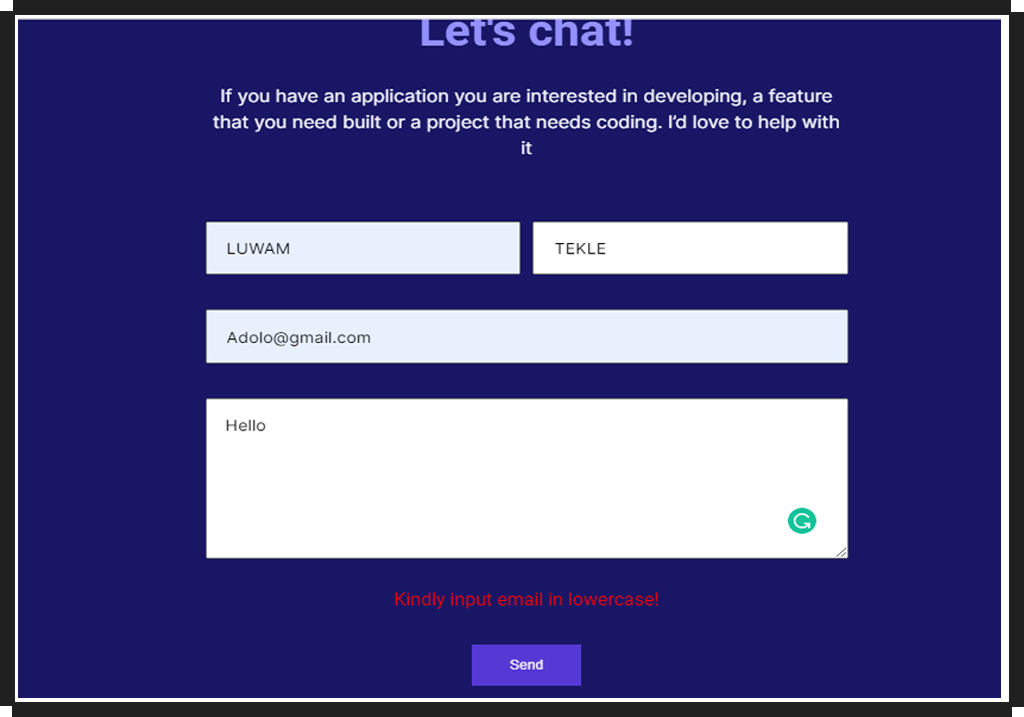 Let's chat!
If you have an application you are interested in developing, a feature
that you need built or a project that needs coding. I'd love to help with
it
LUWAM TEKLE
Adolo@gmail.com
Hello
Kindly input email in lowercase!
Send